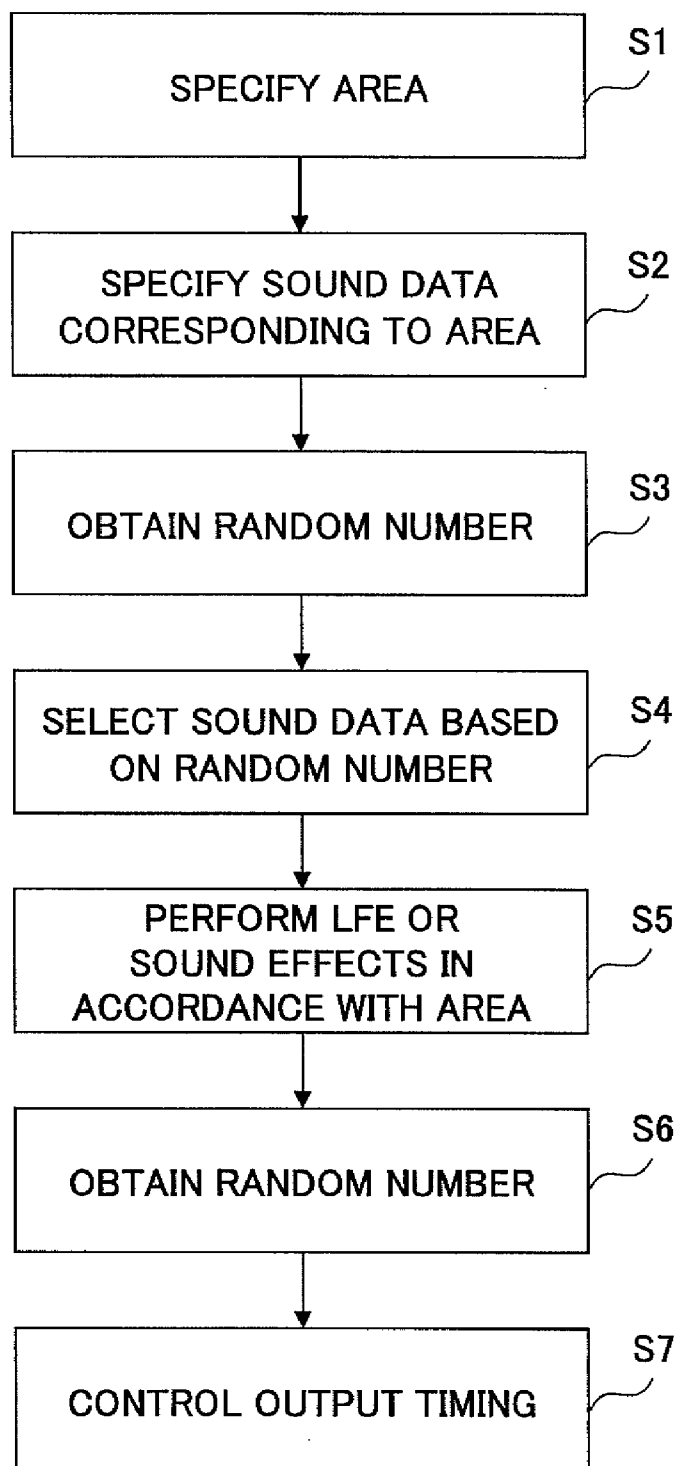 S1
SPECIFY AREA
S2
SPECIFY SOUND DATA
CORRESPONDING TO AREA
S3
OBTAIN RANDOM NUMBER
S4
SELECT SOUND DATA BASED
ON RANDOM NUMBER
S5
PERFORM LFE OR
SOUND EFFECTS IN
ACCORDANCE WITH AREA
S6
OBTAIN RANDOM NUMBER
S7
CONTROL OUTPUT TIMING